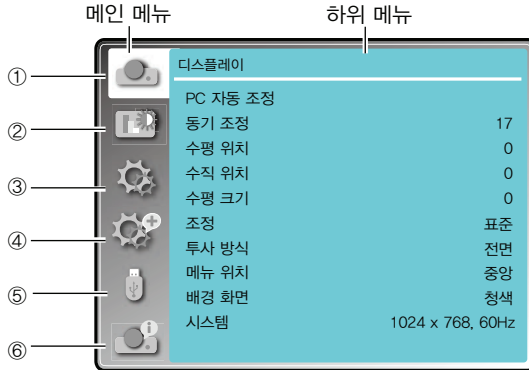 메인 메뉴 하위 메뉴
① 디스플레이
PC 자동 조정
② 동기 조정 17
수평 위치 0
③ 수직 위치 0
수평 크기 0
④ 조정 표준
투사 방식 전면
⑤ 메뉴 위치 중앙
배경 화면 청색
시스템 1024 x 768, 60Hz
⑥